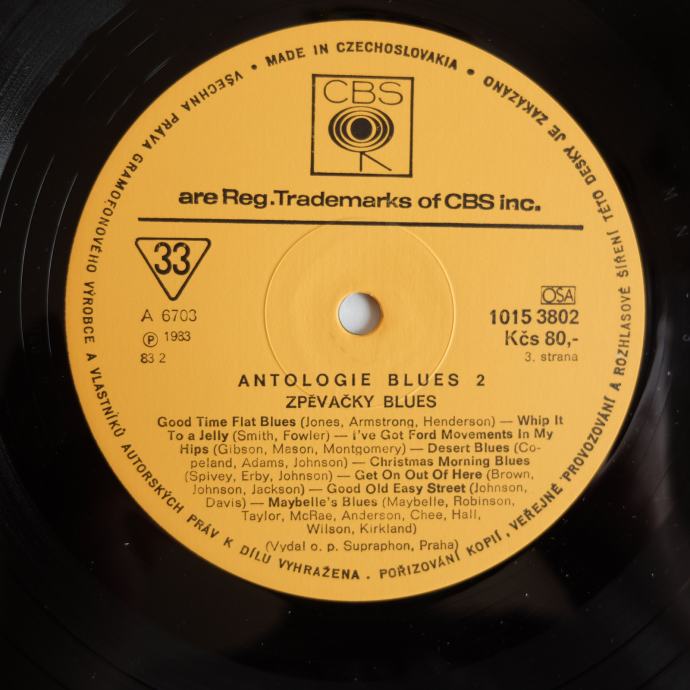 VŠECHNA PRÁVA GRAMOFONOVÉHO VÝROBCE A VLASTNÍKŮ AUTORSKÝCH PRÁV K DÍLU VYHRAŽENA . POŘIZOVÁNÍ KOPIÍ, VEŘEJNÉ PROVOZOVÁNÍ A ROZHLASOVÉ ŠÍŘENÍ TÉTO DESKY JE ZAKÁZÁNO • MADE IN CZECHOSLOVAKIA •
CBS
are Reg.Trademarks of CBS inc.
33
A 6703
Ⓟ 1983
83 2
OSA
1015 3802
Kčs 80,-
3. strana
ANTOLOGIE BLUES 2
ZPĚVAČKY BLUES
Good Time Flat Blues (Jones, Armstrong, Henderson) — Whip It
To a Jelly (Smith, Fowler) — i've Got Ford Movements In My
Hips (Gibson, Mason, Montgomery) — Desert Blues (Co-
peland, Adams, Johnson) — Christmas Morning Blues
(Spivey, Erby, Johnson) — Get On Out Of Here (Brown,
Johnson, Jackson) — Good Old Easy Street (Johnson,
Davis) — Maybelle's Blues (Maybelle, Robinson,
Taylor, McRae, Anderson, Chee, Hall,
Wilson, Kirkland)
(Vydal o. p. Supraphon, Praha)